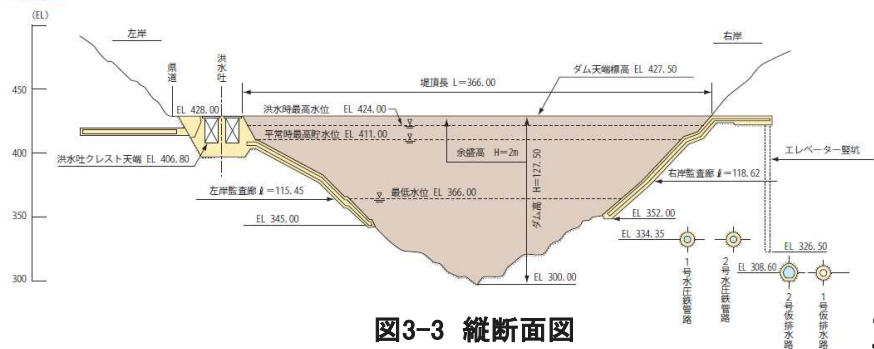 (EL)
450
400
350
300
左岸
右岸
県道
洪水吐
EL 428.00
堤頂長 L=366.00
ダム天端標高 EL 427.50
洪水時最高水位 EL 424.00
平常時最高貯水位 EL 411.00
余盛高 H=2m
ダム高 H=127.50
洪水吐クレスト天端 EL 406.80
エレベーター竪坑
左岸監査廊 ℓ=115.45
最低水位 EL 366.00
右岸監査廊 ℓ=118.62
EL 345.00
EL 352.00
EL 334.35
EL 326.50
EL 308.60
EL 300.00
1号水圧鉄管路
2号水圧鉄管路
2号仮排水路
1号仮排水路
図3-3 縦断面図